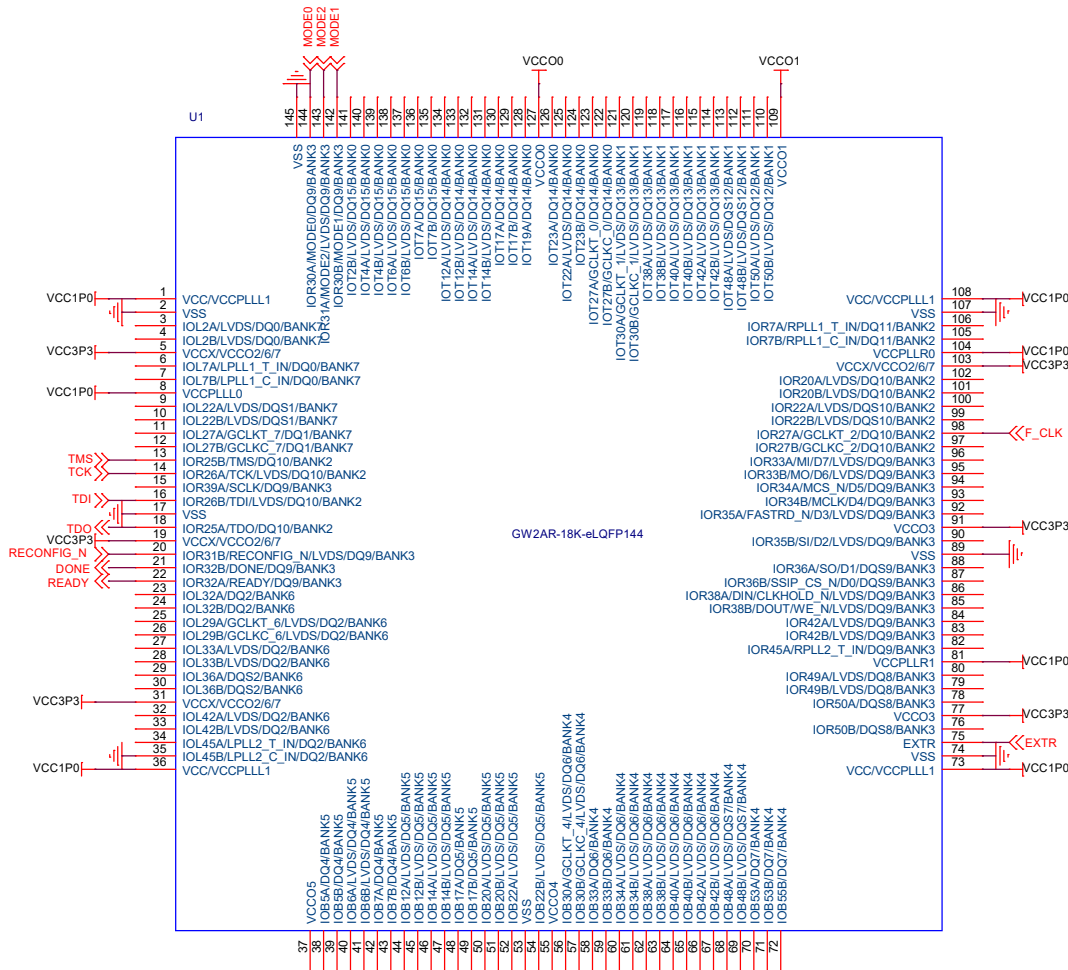 MODE0
MODE2
MODE1
VCCO0
VCCO1
U1
145
144
143
142
141
140
139
138
137
136
135
134
133
132
131
130
129
128
127
126
125
124
123
122
121
120
119
118
117
116
115
114
113
112
111
110
109
VSS
IOR30A/MODE0/DQ9/BANK3
IOR31A/MODE2/LVDS/DQ9/BANK3
IOR30B/MODE1/DQ9/BANK3
IOT2B/LVDS/DQ15/BANK0
IOT4A/LVDS/DQ15/BANK0
IOT4B/LVDS/DQ15/BANK0
IOT6A/LVDS/DQ15/BANK0
IOT6B/LVDS/DQ15/BANK0
IOT7A/DQ15/BANK0
IOT7B/DQ15/BANK0
IOT12A/LVDS/DQ14/BANK0
IOT12B/LVDS/DQ14/BANK0
IOT14A/LVDS/DQ14/BANK0
IOT14B/LVDS/DQ14/BANK0
IOT17A/DQ14/BANK0
IOT17B/DQ14/BANK0
IOT19A/DQ14/BANK0
VCCO0
IOT23A/DQ14/BANK0
IOT22A/LVDS/DQ14/BANK0
IOT23B/DQ14/BANK0
IOT27A/GCLKT_0/DQ14/BANK0
IOT27B/GCLKC_0/DQ14/BANK0
IOT30A/GCLKT_1/LVDS/DQ13/BANK1
IOT30B/GCLKC_1/LVDS/DQ13/BANK1
IOT38A/LVDS/DQ13/BANK1
IOT38B/LVDS/DQ13/BANK1
IOT40A/LVDS/DQ13/BANK1
IOT40B/LVDS/DQ13/BANK1
IOT42A/LVDS/DQ13/BANK1
IOT42B/LVDS/DQ13/BANK1
IOT48A/LVDS/DQS12/BANK1
IOT48B/LVDS/DQS12/BANK1
IOT50A/LVDS/DQ12/BANK1
IOT50B/LVDS/DQ12/BANK1
VCCO1
VCC1P0 1 VCC/VCCPLLL1
2 VSS
3 IOL2A/LVDS/DQ0/BANK7
4 IOL2B/LVDS/DQ0/BANK7
VCC3P3 5 VCCX/VCCO2/6/7
6 IOL7A/LPLL1_T_IN/DQ0/BANK7
7 IOL7B/LPLL1_C_IN/DQ0/BANK7
VCC1P0 8 VCCPLLL0
9 IOL22A/LVDS/DQS1/BANK7
10 IOL22B/LVDS/DQS1/BANK7
11 IOL27A/GCLKT_7/DQ1/BANK7
12 IOL27B/GCLKC_7/DQ1/BANK7
TMS 13 IOR25B/TMS/DQ10/BANK2
TCK 14 IOR26A/TCK/LVDS/DQ10/BANK2
15 IOR39A/SCLK/DQ9/BANK3
TDI 16 IOR26B/TDI/LVDS/DQ10/BANK2
17 VSS
TDO 18 IOR25A/TDO/DQ10/BANK2
VCC3P3 19 VCCX/VCCO2/6/7
RECONFIG_N 20 IOR31B/RECONFIG_N/LVDS/DQ9/BANK3
DONE 21 IOR32B/DONE/DQ9/BANK3
READY 22 IOR32A/READY/DQ9/BANK3
23 IOL32A/DQ2/BANK6
24 IOL32B/DQ2/BANK6
25 IOL29A/GCLKT_6/LVDS/DQ2/BANK6
26 IOL29B/GCLKC_6/LVDS/DQ2/BANK6
27 IOL33A/LVDS/DQ2/BANK6
28 IOL33B/LVDS/DQ2/BANK6
29 IOL36A/DQS2/BANK6
30 IOL36B/DQS2/BANK6
VCC3P3 31 VCCX/VCCO2/6/7
32 IOL42A/LVDS/DQ2/BANK6
33 IOL42B/LVDS/DQ2/BANK6
34 IOL45A/LPLL2_T_IN/DQ2/BANK6
35 IOL45B/LPLL2_C_IN/DQ2/BANK6
VCC1P0 36 VCC/VCCPLLL1
GW2AR-18K-eLQFP144
VCC/VCCPLLL1 108 VCC1P0
VSS 107
IOR7A/RPLL1_T_IN/DQ11/BANK2 106
IOR7B/RPLL1_C_IN/DQ11/BANK2 105
VCCPLLR0 104 VCC1P0
VCCX/VCCO2/6/7 103 VCC3P3
IOR20A/LVDS/DQ10/BANK2 102
IOR20B/LVDS/DQ10/BANK2 101
IOR22A/LVDS/DQS10/BANK2 100
IOR22B/LVDS/DQS10/BANK2 99
IOR27A/GCLKT_2/DQ10/BANK2 98 F_CLK
IOR27B/GCLKC_2/DQ10/BANK2 97
IOR33A/MI/D7/LVDS/DQ9/BANK3 96
IOR33B/MO/D6/LVDS/DQ9/BANK3 95
IOR34A/MCS_N/D5/DQ9/BANK3 94
IOR34B/MCLK/D4/DQ9/BANK3 93
IOR35A/FASTRD_N/D3/LVDS/DQ9/BANK3 92
VCCO3 91 VCC3P3
IOR35B/SI/D2/LVDS/DQ9/BANK3 90
VSS 89
IOR36A/SO/D1/DQS9/BANK3 88
IOR36B/SSIP_CS_N/D0/DQS9/BANK3 87
IOR38A/DIN/CLKHOLD_N/LVDS/DQ9/BANK3 86
IOR38B/DOUT/WE_N/LVDS/DQ9/BANK3 85
IOR42A/LVDS/DQ9/BANK3 84
IOR42B/LVDS/DQ9/BANK3 83
IOR45A/RPLL2_T_IN/DQ9/BANK3 82
VCCPLLR1 81 VCC1P0
IOR49A/LVDS/DQ8/BANK3 80
IOR49B/LVDS/DQ8/BANK3 79
IOR50A/DQS8/BANK3 78
VCCO3 77 VCC3P3
IOR50B/DQS8/BANK3 76
EXTR 75 EXTR
VSS 74
VCC/VCCPLLL1 73 VCC1P0
VCCO5
IOB5A/DQ4/BANK5
IOB5B/DQ4/BANK5
IOB6A/LVDS/DQ4/BANK5
IOB6B/LVDS/DQ4/BANK5
IOB7A/DQ4/BANK5
IOB7B/DQ4/BANK5
IOB12A/LVDS/DQ5/BANK5
IOB12B/LVDS/DQ5/BANK5
IOB14A/LVDS/DQ5/BANK5
IOB14B/LVDS/DQ5/BANK5
IOB17A/DQ5/BANK5
IOB17B/DQ5/BANK5
IOB20A/LVDS/DQ5/BANK5
IOB20B/LVDS/DQ5/BANK5
IOB22A/LVDS/DQ5/BANK5
VSS
IOB22B/LVDS/DQ5/BANK5
VCCO4
IOB30A/GCLKT_4/LVDS/DQ6/BANK4
IOB30B/GCLKC_4/LVDS/DQ6/BANK4
IOB33A/DQ6/BANK4
IOB33B/DQ6/BANK4
IOB34A/LVDS/DQ6/BANK4
IOB34B/LVDS/DQ6/BANK4
IOB38A/LVDS/DQ6/BANK4
IOB38B/LVDS/DQ6/BANK4
IOB40A/LVDS/DQ6/BANK4
IOB40B/LVDS/DQ6/BANK4
IOB42A/LVDS/DQ6/BANK4
IOB42B/LVDS/DQ6/BANK4
IOB48A/LVDS/DQS7/BANK4
IOB48B/LVDS/DQS7/BANK4
IOB53A/DQ7/BANK4
IOB53B/DQ7/BANK4
IOB55B/DQ7/BANK4
37
38
39
40
41
42
43
44
45
46
47
48
49
50
51
52
53
54
55
56
57
58
59
60
61
62
63
64
65
66
67
68
69
70
71
72